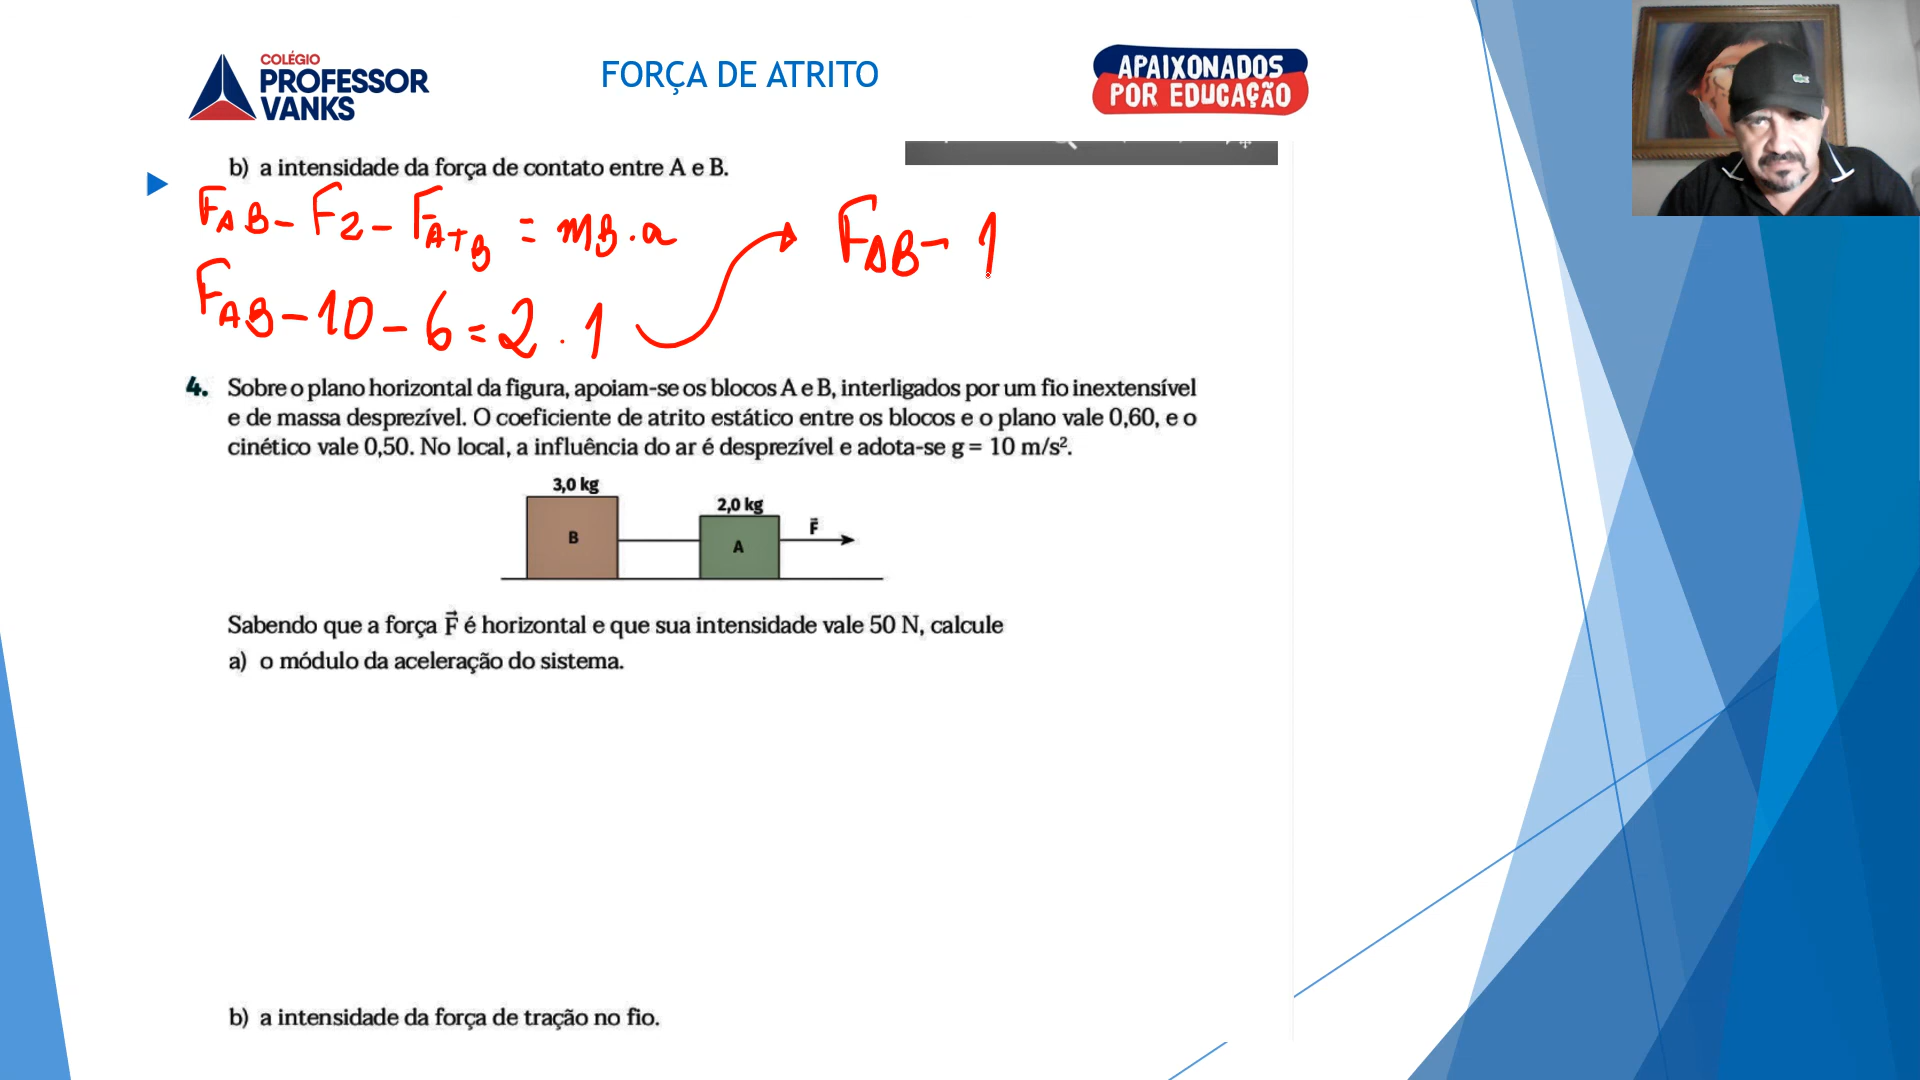 COLÉGIO
PROFESSOR
VANKS
FORÇA DE ATRITO
APAIXONADOS
POR EDUCAÇÃO
b) a intensidade da força de contato entre A e B.
FAB - F2 - FATB = mB . a
FAB - 1
FAB - 10 - 6 = 2 . 1
4. Sobre o plano horizontal da figura, apoiam-se os blocos A e B, interligados por um fio inextensível
e de massa desprezível. O coeficiente de atrito estático entre os blocos e o plano vale 0,60, e o
cinético vale 0,50. No local, a influência do ar é desprezível e adota-se g = 10 m/s².
3,0 kg
2,0 kg
F⃗
B
A
Sabendo que a força F⃗ é horizontal e que sua intensidade vale 50 N, calcule
a) o módulo da aceleração do sistema.
b) a intensidade da força de tração no fio.